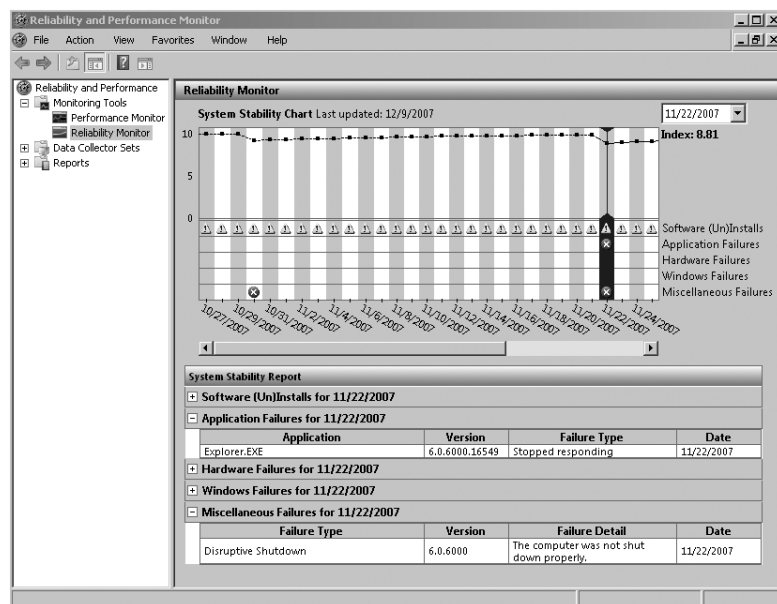 Reliability and Performance Monitor
File Action View Favorites Window Help
Reliability and Performance
Monitoring Tools
Performance Monitor
Reliability Monitor
Data Collector Sets
Reports
Reliability Monitor
System Stability Chart Last updated: 12/9/2007
11/22/2007
Index: 8.81
10
5
0
Software (Un)Installs
Application Failures
Hardware Failures
Windows Failures
Miscellaneous Failures
10/27/2007 10/29/2007 10/31/2007 11/2/2007 11/4/2007 11/6/2007 11/8/2007 11/10/2007 11/12/2007 11/14/2007 11/16/2007 11/18/2007 11/20/2007 11/22/2007 11/24/2007
System Stability Report
Software (Un)Installs for 11/22/2007
Application Failures for 11/22/2007
Application Version Failure Type Date
Explorer.EXE 6.0.6000.16549 Stopped responding 11/22/2007
Hardware Failures for 11/22/2007
Windows Failures for 11/22/2007
Miscellaneous Failures for 11/22/2007
Failure Type Version Failure Detail Date
Disruptive Shutdown 6.0.6000 The computer was not shut down properly. 11/22/2007